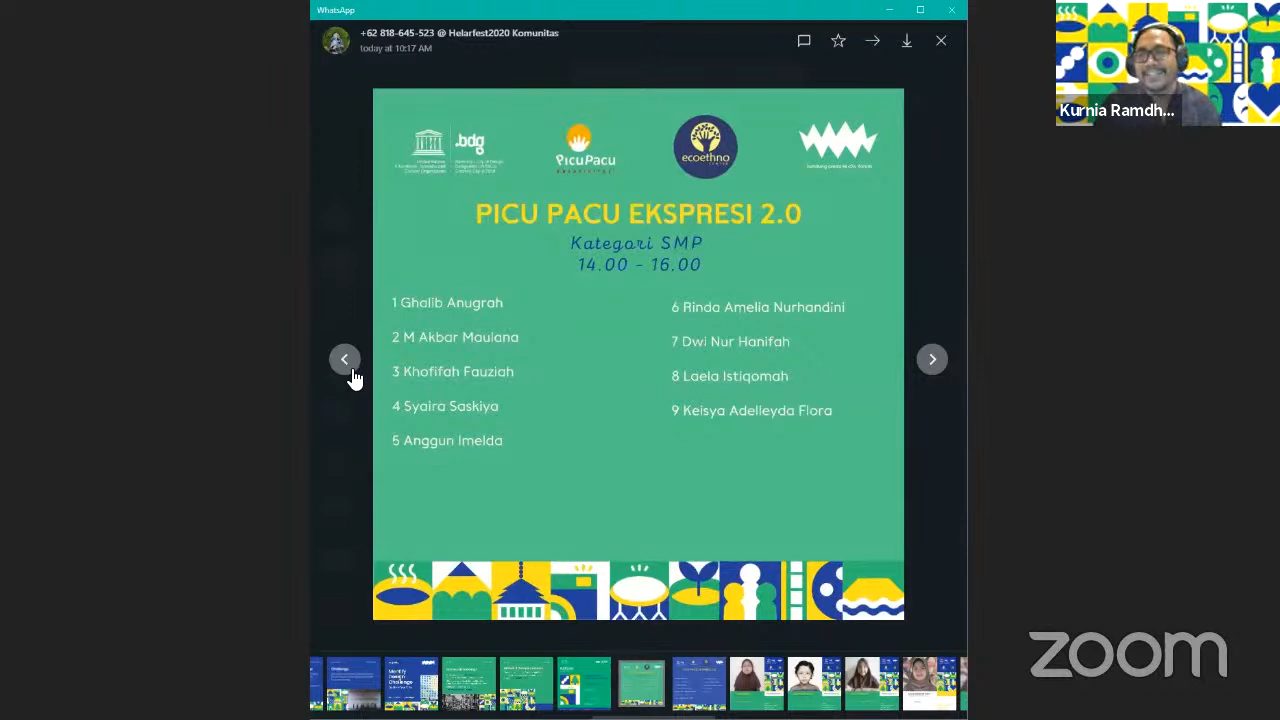 WhatsApp
+62 818-645-523 @ Helarfest2020 Komunitas
today at 10:17 AM
Kurnia Ramdh...
.bdg
PicuPacu
ecoethno
PICU PACU EKSPRESI 2.0
Kategori SMP
14.00 - 16.00
1 Ghalib Anugrah
2 M Akbar Maulana
3 Khofifah Fauziah
4 Syaira Saskiya
5 Anggun Imelda
6 Rinda Amelia Nurhandini
7 Dwi Nur Hanifah
8 Laela Istiqomah
9 Keisya Adelleyda Flora
zoom